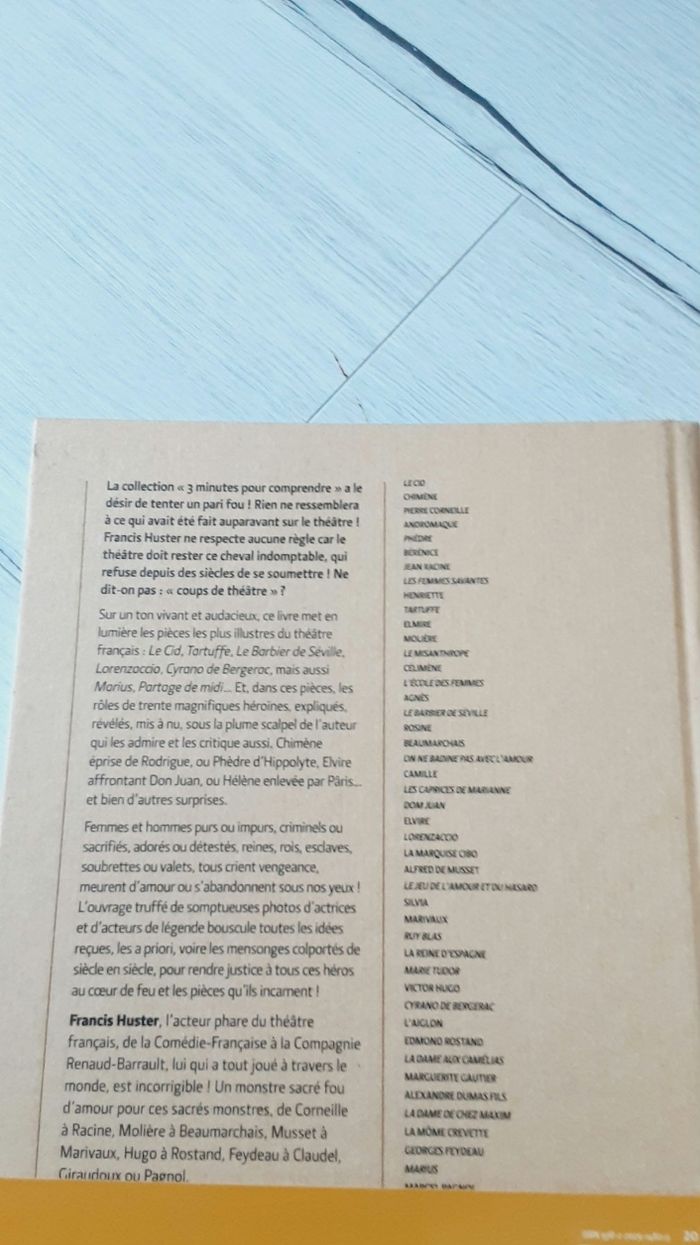 La collection « 3 minutes pour comprendre » a le
désir de tenter un pari fou ! Rien ne ressemblera
à ce qui avait été fait auparavant sur le théâtre !
Francis Huster ne respecte aucune règle car le
théâtre doit rester ce cheval indomptable, qui
refuse depuis des siècles de se soumettre ! Ne
dit-on pas : « coups de théâtre » ?
Sur un ton vivant et audacieux, ce livre met en
lumière les pièces les plus illustres du théâtre
français : Le Cid, Tartuffe, Le Barbier de Séville,
Lorenzaccio, Cyrano de Bergerac, mais aussi
Marius, Partage de midi... Et, dans ces pièces, les
rôles de trente magnifiques héroïnes, expliqués,
révélés, mis à nu, sous la plume scalpel de l'auteur
qui les admire et les critique aussi. Chimène
éprise de Rodrigue, ou Phèdre d'Hippolyte, Elvire
affrontant Don Juan, ou Hélène enlevée par Pâris...
et bien d'autres surprises.
Femmes et hommes purs ou impurs, criminels ou
sacrifiés, adorés ou détestés, reines, rois, esclaves,
soubrettes ou valets, tous crient vengeance,
meurent d'amour ou s'abandonnent sous nos yeux !
L'ouvrage truffé de somptueuses photos d'actrices
et d'acteurs de légende bouscule toutes les idées
reçues, les a priori, voire les mensonges colportés de
siècle en siècle, pour rendre justice à tous ces héros
au cœur de feu et les pièces qu'ils incarnent !
Francis Huster, l'acteur phare du théâtre
français, de la Comédie-Française à la Compagnie
Renaud-Barrault, lui qui a tout joué à travers le
monde, est incorrigible ! Un monstre sacré fou
d'amour pour ces sacrés monstres, de Corneille
à Racine, Molière à Beaumarchais, Musset à
Marivaux, Hugo à Rostand, Feydeau à Claudel,
Giraudoux ou Pagnol.
LE CID
CHIMÈNE
PIERRE CORNEILLE
ANDROMAQUE
PHÈDRE
BÉRÉNICE
JEAN RACINE
LES FEMMES SAVANTES
HENRIETTE
TARTUFFE
ELMIRE
MOLIÈRE
LE MISANTHROPE
CÉLIMÈNE
L'ÉCOLE DES FEMMES
AGNÈS
LE BARBIER DE SÉVILLE
ROSINE
BEAUMARCHAIS
ON NE BADINE PAS AVEC L'AMOUR
CAMILLE
LES CAPRICES DE MARIANNE
DOM JUAN
ELVIRE
LORENZACCIO
LA MARQUISE CIBO
ALFRED DE MUSSET
LE JEU DE L'AMOUR ET DU HASARD
SILVIA
MARIVAUX
RUY BLAS
LA REINE D'ESPAGNE
MARIE TUDOR
VICTOR HUGO
CYRANO DE BERGERAC
L'AIGLON
EDMOND ROSTAND
LA DAME AUX CAMÉLIAS
MARGUERITE GAUTIER
ALEXANDRE DUMAS FILS
LA DAME DE CHEZ MAXIM
LA MÔME CREVETTE
GEORGES FEYDEAU
MARIUS
MARCEL PAGNOL
20